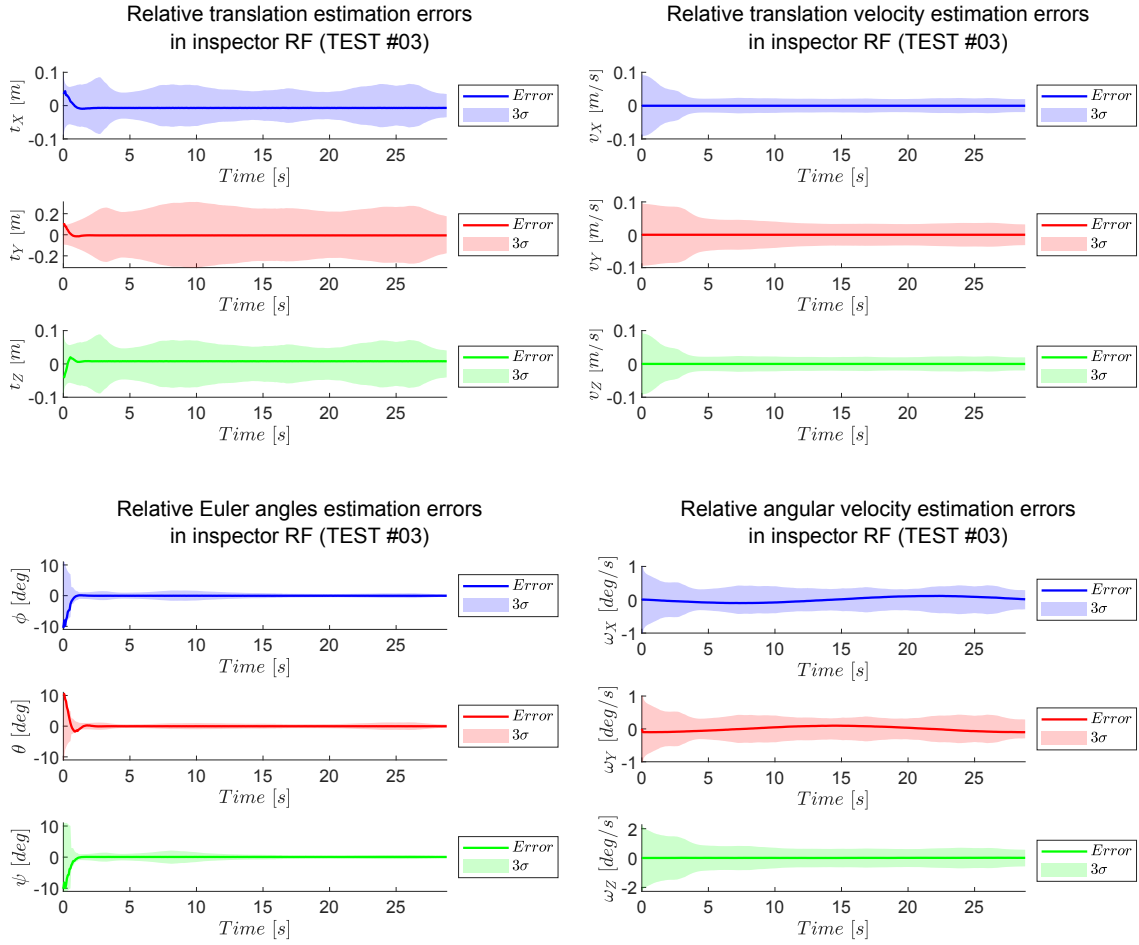 Relative translation estimation errors
in inspector RF (TEST #03)
0.1
0
-0.1
t_X [m]
0 5 10 15 20 25
Time [s]
Error
3σ
0.2
0
-0.2
t_Y [m]
0 5 10 15 20 25
Time [s]
Error
3σ
0.1
0
-0.1
t_Z [m]
0 5 10 15 20 25
Time [s]
Error
3σ
Relative translation velocity estimation errors
in inspector RF (TEST #03)
0.1
0
-0.1
v_X [m/s]
0 5 10 15 20 25
Time [s]
Error
3σ
0.1
0
-0.1
v_Y [m/s]
0 5 10 15 20 25
Time [s]
Error
3σ
0.1
0
-0.1
v_Z [m/s]
0 5 10 15 20 25
Time [s]
Error
3σ
Relative Euler angles estimation errors
in inspector RF (TEST #03)
10
0
-10
ϕ [deg]
0 5 10 15 20 25
Time [s]
Error
3σ
10
0
-10
θ [deg]
0 5 10 15 20 25
Time [s]
Error
3σ
10
0
-10
ψ [deg]
0 5 10 15 20 25
Time [s]
Error
3σ
Relative angular velocity estimation errors
in inspector RF (TEST #03)
1
0
-1
ω_X [deg/s]
0 5 10 15 20 25
Time [s]
Error
3σ
1
0
-1
ω_Y [deg/s]
0 5 10 15 20 25
Time [s]
Error
3σ
2
0
-2
ω_Z [deg/s]
0 5 10 15 20 25
Time [s]
Error
3σ